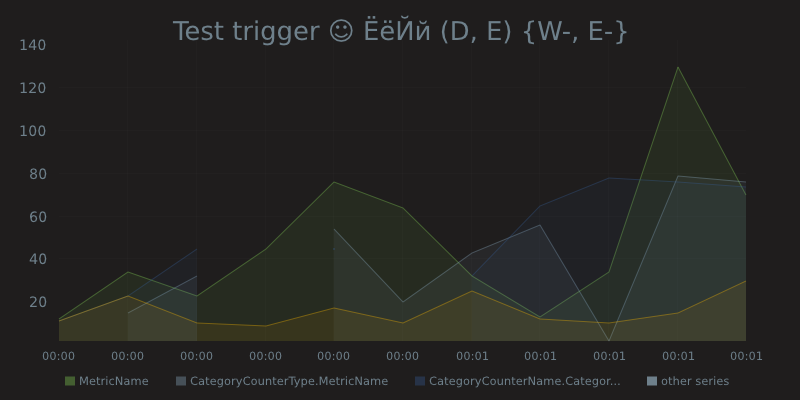 Test trigger ☺ ЁёЙй (D, E) {W-, E-}
140
120
100
80
60
40
20
00:00 00:00 00:00 00:00 00:00 00:00 00:01 00:01 00:01 00:01 00:01
MetricName CategoryCounterType.MetricName CategoryCounterName.Categor... other series